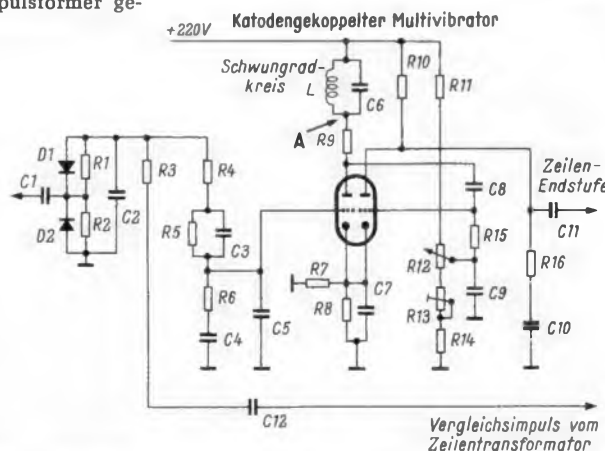 pulsformer ge-
Katodengekoppelter Multivibrator
+220V
Schwungrad-
kreis L
C6
R10
R11
A
R9
D1
R1
C1
D2
R2
C2
R3
R4
R5
C3
C8
Zeilen-
Endstufe
C11
R15
R12
R16
R6
R7
C9
R13
C4
C5
R8
C7
R14
C10
C12
Vergleichsimpuls vom
Zeilentransformator